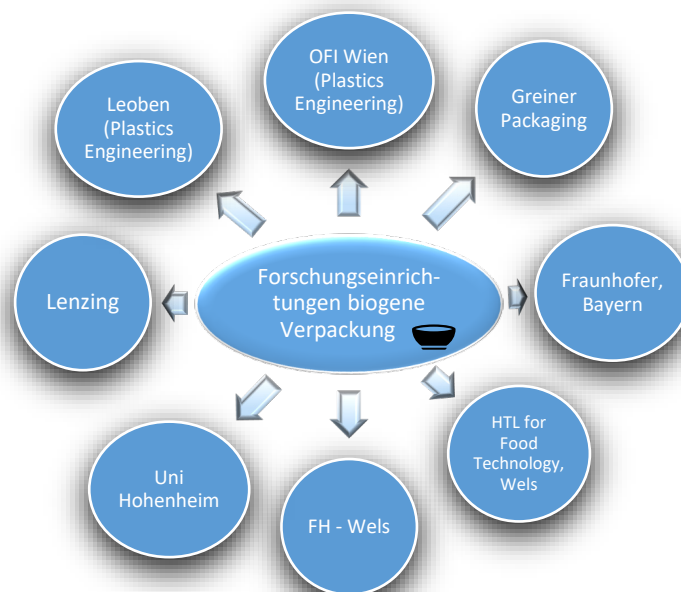 OFI Wien
(Plastics
Engineering)
Greiner
Packaging
Leoben
(Plastics
Engineering)
Forschungseinrich-
tungen biogene
Verpackung
Lenzing
Fraunhofer,
Bayern
HTL for
Food
Technology,
Wels
Uni
Hohenheim
FH - Wels